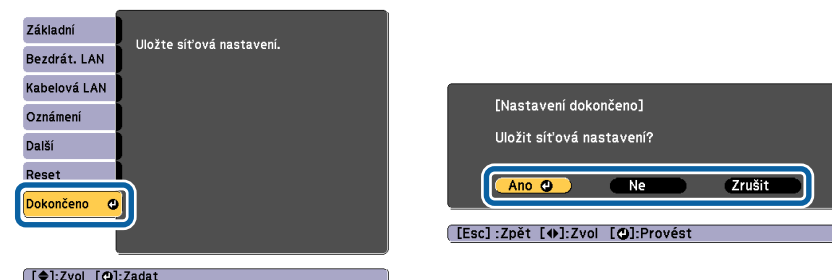 Základní
Bezdrát. LAN
Kabelová LAN
Oznámení
Další
Reset
Dokončeno
Uložte síťová nastavení.
[ ]:Zvol [ ]:Zadat
[Nastavení dokončeno]
Uložit síťová nastavení?
Ano Ne Zrušit
[Esc] :Zpět [ ]:Zvol [ ]:Provést